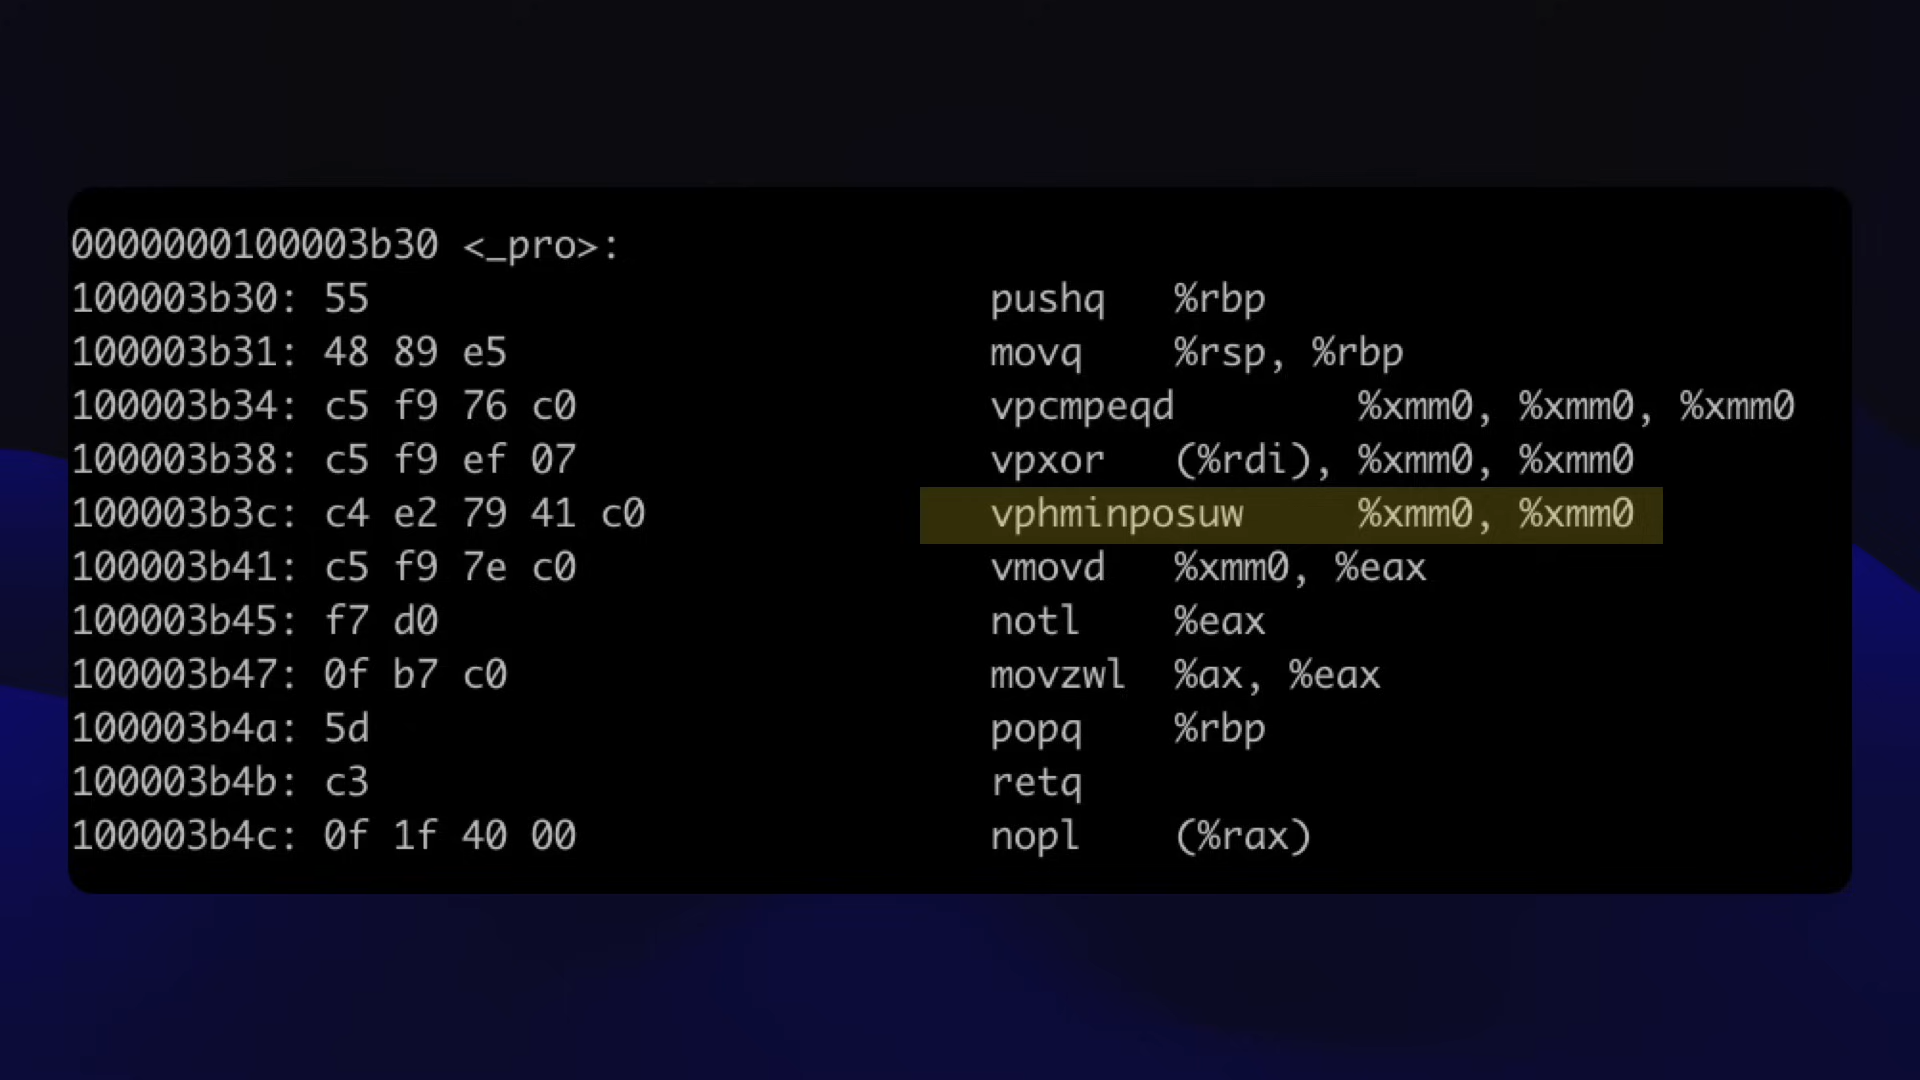 0000000100003b30 <_pro>:
100003b30: 55 pushq %rbp
100003b31: 48 89 e5 movq %rsp, %rbp
100003b34: c5 f9 76 c0 vpcmpeqd %xmm0, %xmm0, %xmm0
100003b38: c5 f9 ef 07 vpxor (%rdi), %xmm0, %xmm0
100003b3c: c4 e2 79 41 c0 vphminposuw %xmm0, %xmm0
100003b41: c5 f9 7e c0 vmovd %xmm0, %eax
100003b45: f7 d0 notl %eax
100003b47: 0f b7 c0 movzwl %ax, %eax
100003b4a: 5d popq %rbp
100003b4b: c3 retq
100003b4c: 0f 1f 40 00 nopl (%rax)